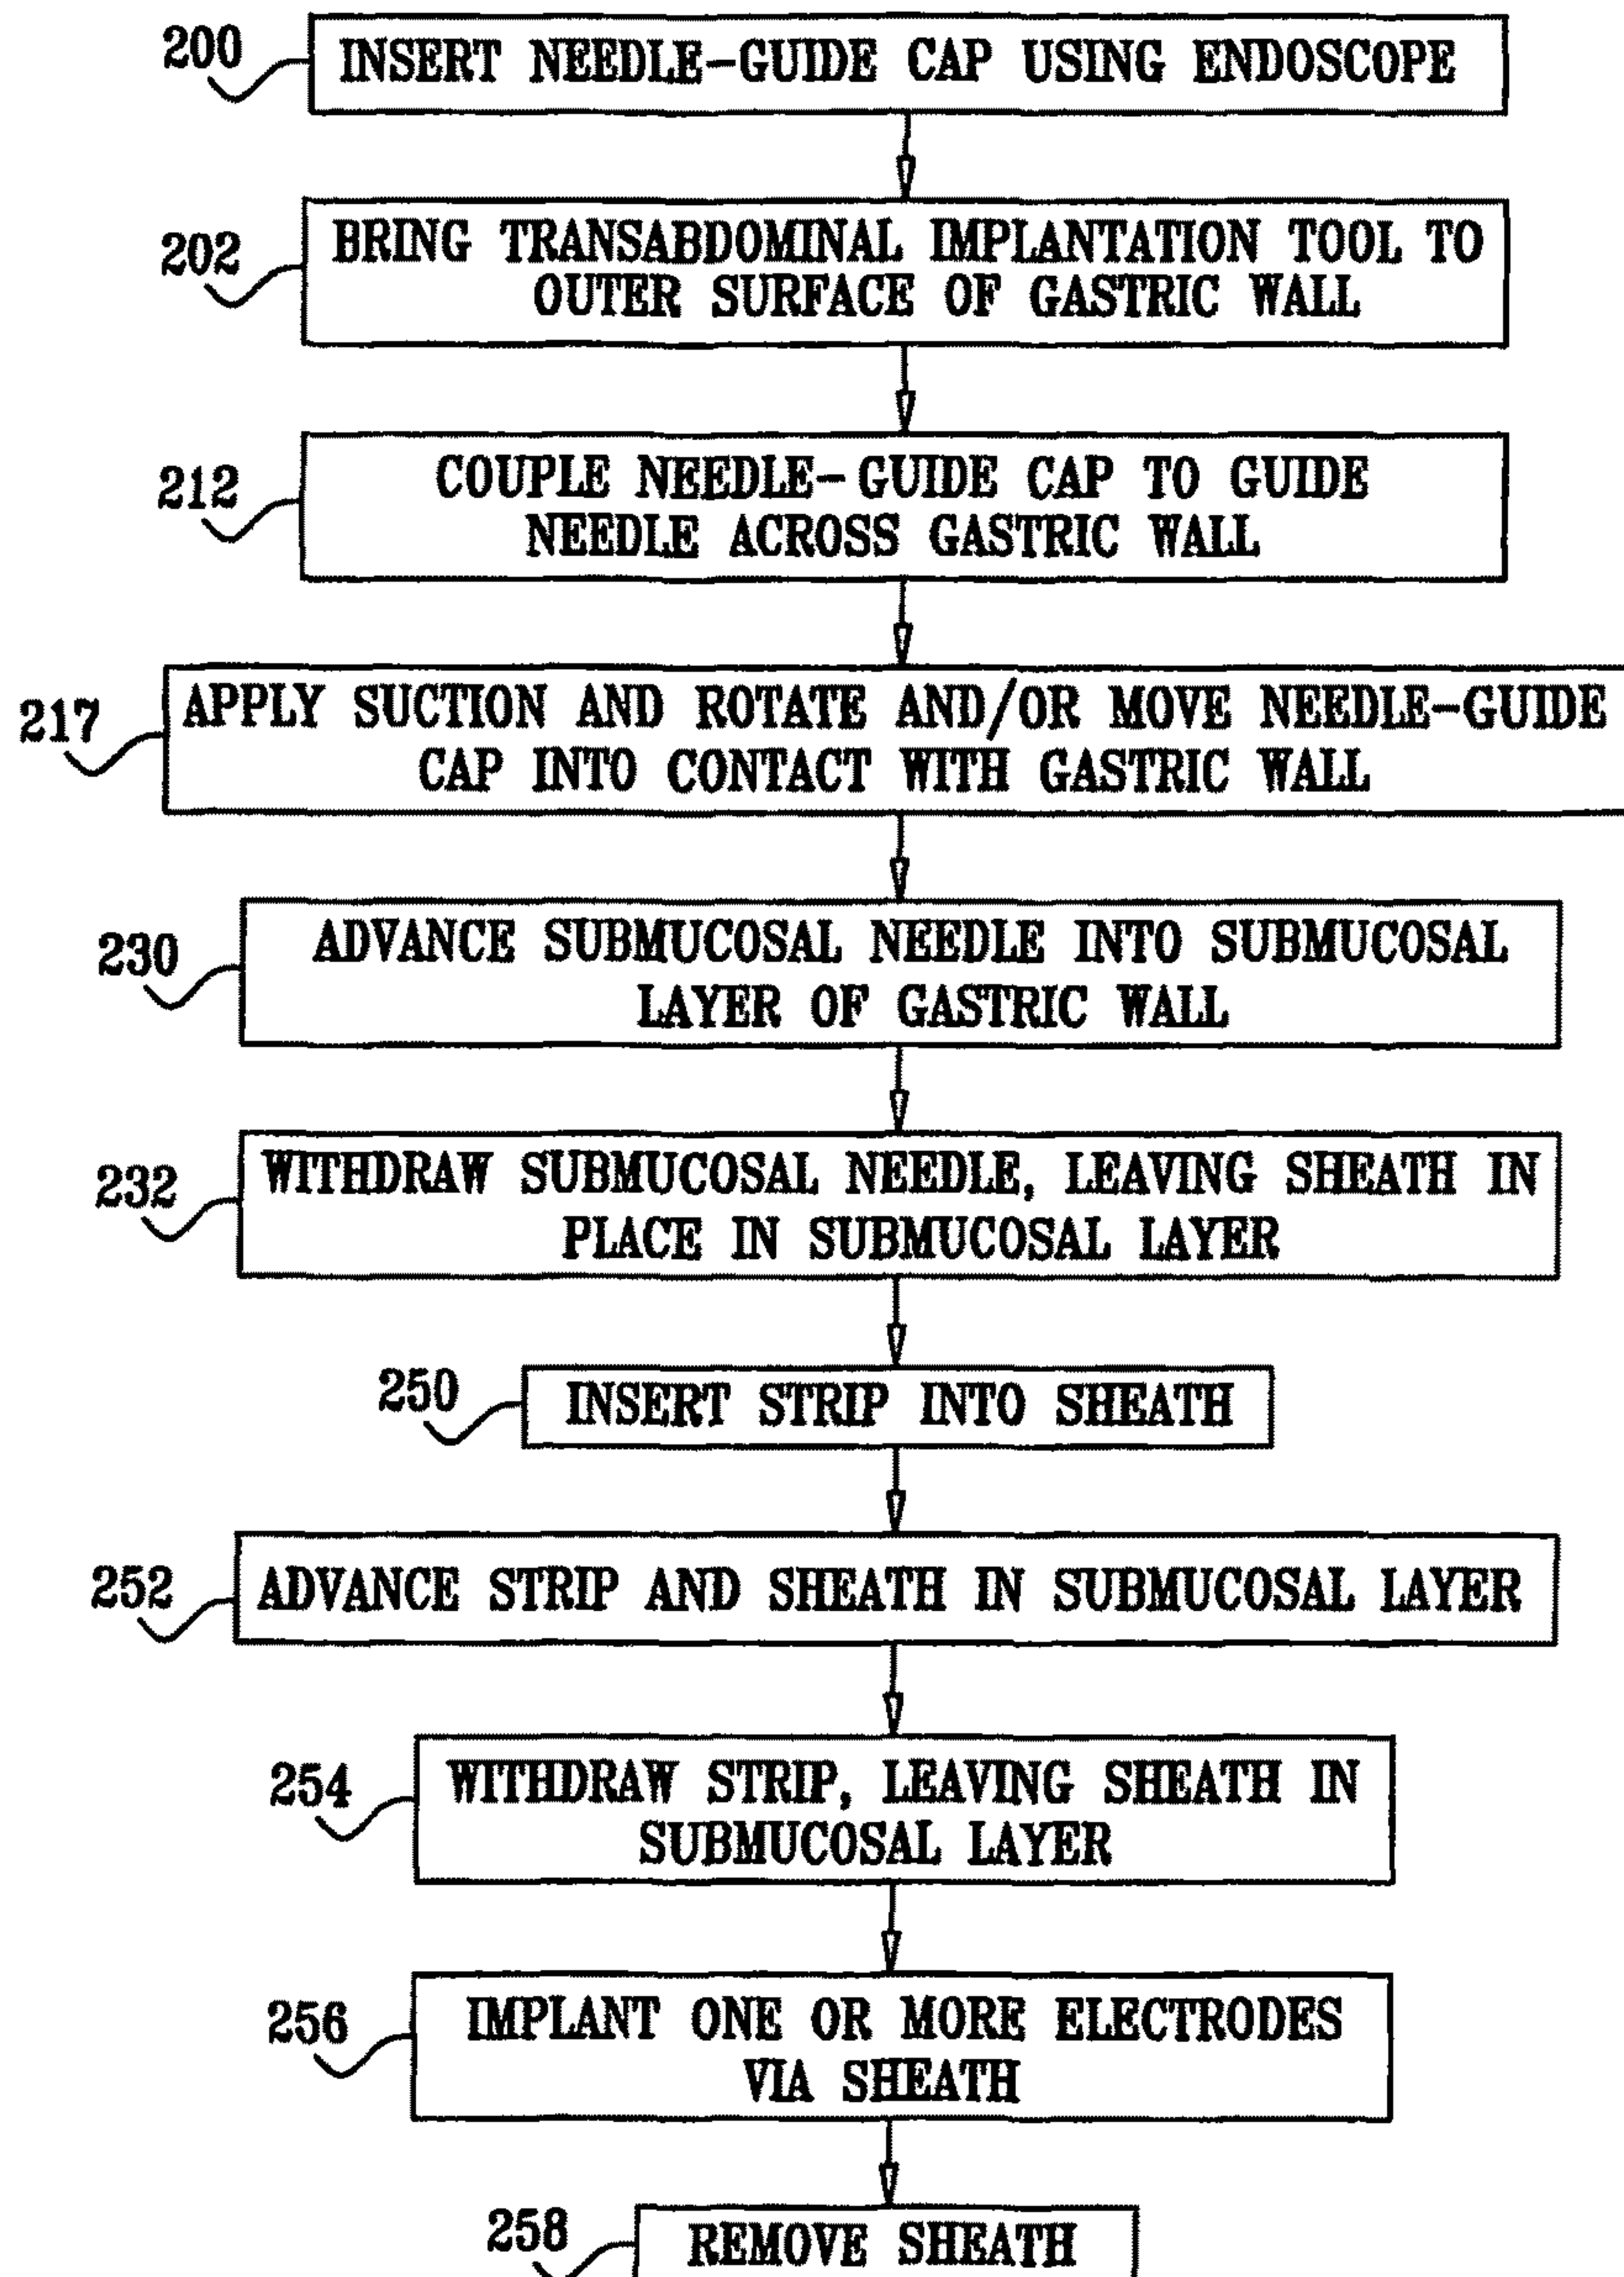 200
INSERT NEEDLE-GUIDE CAP USING ENDOSCOPE
202
BRING TRANSABDOMINAL IMPLANTATION TOOL TO
OUTER SURFACE OF GASTRIC WALL
212
COUPLE NEEDLE-GUIDE CAP TO GUIDE
NEEDLE ACROSS GASTRIC WALL
217
APPLY SUCTION AND ROTATE AND/OR MOVE NEEDLE-GUIDE
CAP INTO CONTACT WITH GASTRIC WALL
230
ADVANCE SUBMUCOSAL NEEDLE INTO SUBMUCOSAL
LAYER OF GASTRIC WALL
232
WITHDRAW SUBMUCOSAL NEEDLE, LEAVING SHEATH IN
PLACE IN SUBMUCOSAL LAYER
250
INSERT STRIP INTO SHEATH
252
ADVANCE STRIP AND SHEATH IN SUBMUCOSAL LAYER
254
WITHDRAW STRIP, LEAVING SHEATH IN
SUBMUCOSAL LAYER
256
IMPLANT ONE OR MORE ELECTRODES
VIA SHEATH
258
REMOVE SHEATH